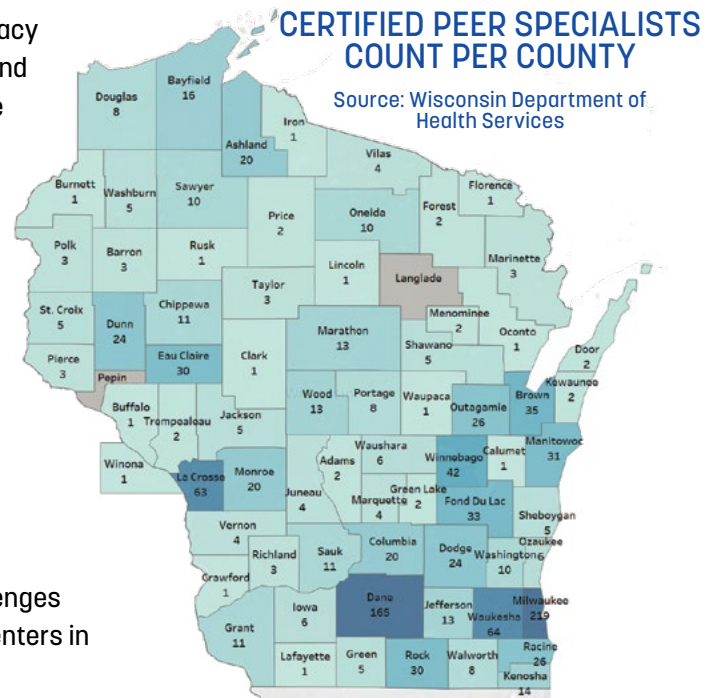 acy
nd
e
CERTIFIED PEER SPECIALISTS
COUNT PER COUNTY
Source: Wisconsin Department of
Health Services
Douglas
8
Bayfield
16
Ashland
20
Iron
1
Vilas
4
Burnett
1
Washburn
5
Sawyer
10
Price
2
Oneida
10
Forest
2
Florence
1
Polk
3
Barron
3
Rusk
1
Lincoln
1
Langlade
Marinette
3
Taylor
3
St. Croix
5
Dunn
24
Chippewa
11
Menominee
2
Oconto
1
Marathon
13
Shawano
5
Pierce
3
Pepin
Eau Claire
30
Clark
1
Door
2
Kewaunee
2
Buffalo
1
Trempealeau
2
Jackson
5
Wood
13
Portage
8
Waupaca
1
Outagamie
26
Brown
35
Manitowoc
31
Winona
1
La Crosse
63
Monroe
20
Juneau
4
Adams
2
Waushara
6
Winnebago
42
Calumet
1
Marquette
4
Green Lake
2
Fond Du Lac
33
Sheboygan
5
Vernon
4
Richland
3
Sauk
11
Columbia
20
Dodge
24
Washington
10
Ozaukee
6
Crawford
1
enges
enters in
Grant
11
Iowa
6
Dane
165
Jefferson
13
Waukesha
64
Milwaukee
219
Lafayette
1
Green
5
Rock
30
Walworth
8
Racine
26
Kenosha
14